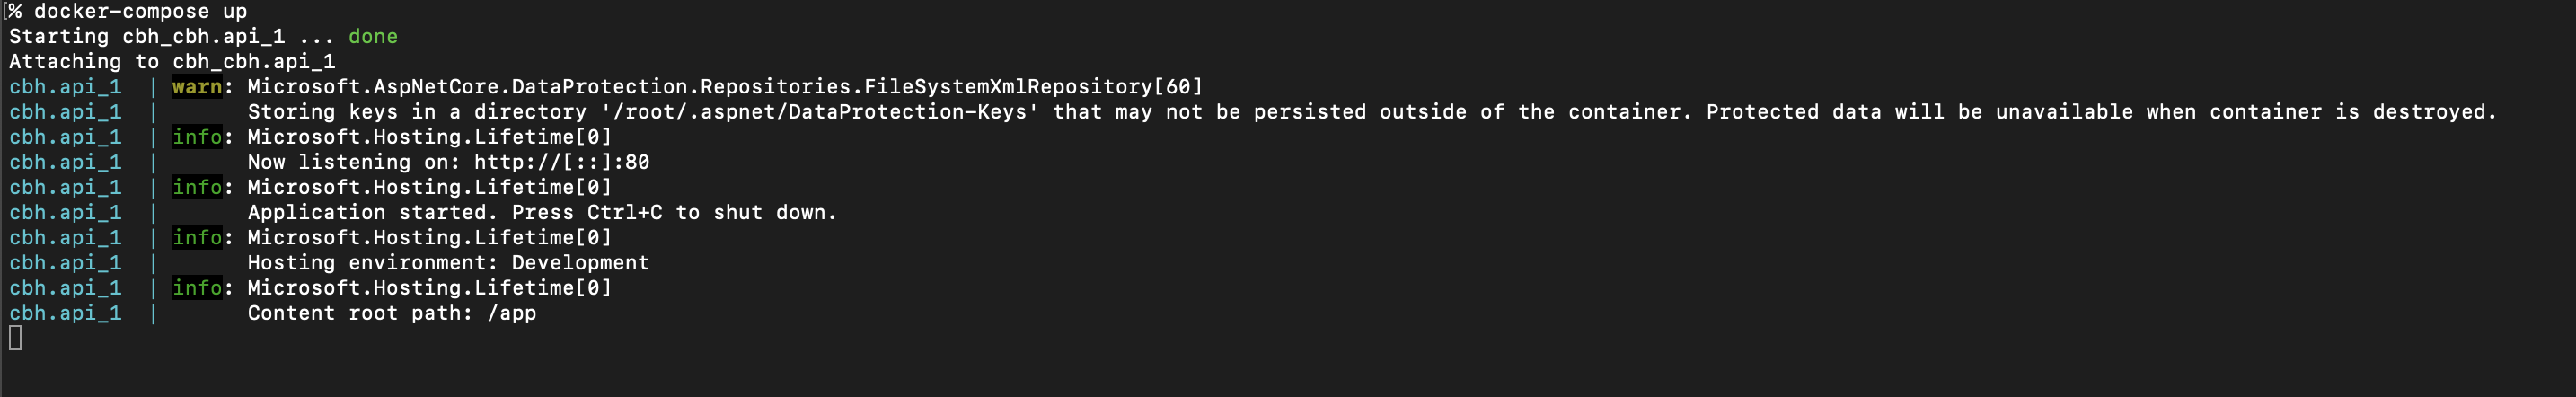 [% docker-compose up
Starting cbh_cbh.api_1 ... done
Attaching to cbh_cbh.api_1
cbh.api_1  | warn: Microsoft.AspNetCore.DataProtection.Repositories.FileSystemXmlRepository[60]
cbh.api_1  |       Storing keys in a directory '/root/.aspnet/DataProtection-Keys' that may not be persisted outside of the container. Protected data will be unavailable when container is destroyed.
cbh.api_1  | info: Microsoft.Hosting.Lifetime[0]
cbh.api_1  |       Now listening on: http://[::]:80
cbh.api_1  | info: Microsoft.Hosting.Lifetime[0]
cbh.api_1  |       Application started. Press Ctrl+C to shut down.
cbh.api_1  | info: Microsoft.Hosting.Lifetime[0]
cbh.api_1  |       Hosting environment: Development
cbh.api_1  | info: Microsoft.Hosting.Lifetime[0]
cbh.api_1  |       Content root path: /app